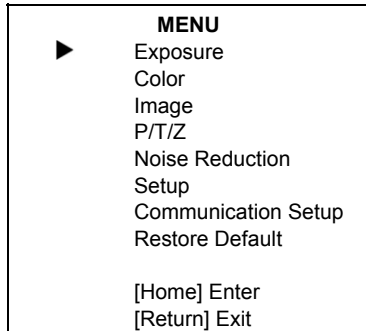 MENU
▶ Exposure
Color
Image
P/T/Z
Noise Reduction
Setup
Communication Setup
Restore Default
[Home] Enter
[Return] Exit